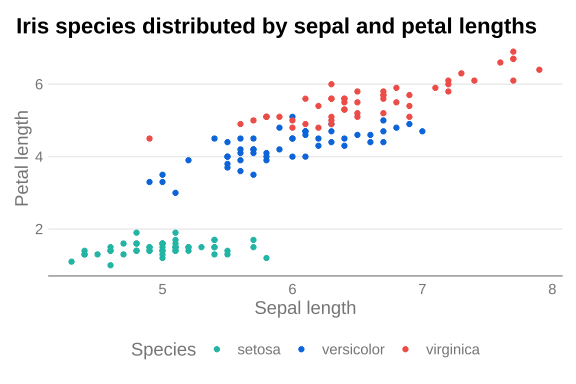 Iris species distributed by sepal and petal lengths
Petal length
6
4
2
5 6 7 8
Sepal length
Species setosa versicolor virginica